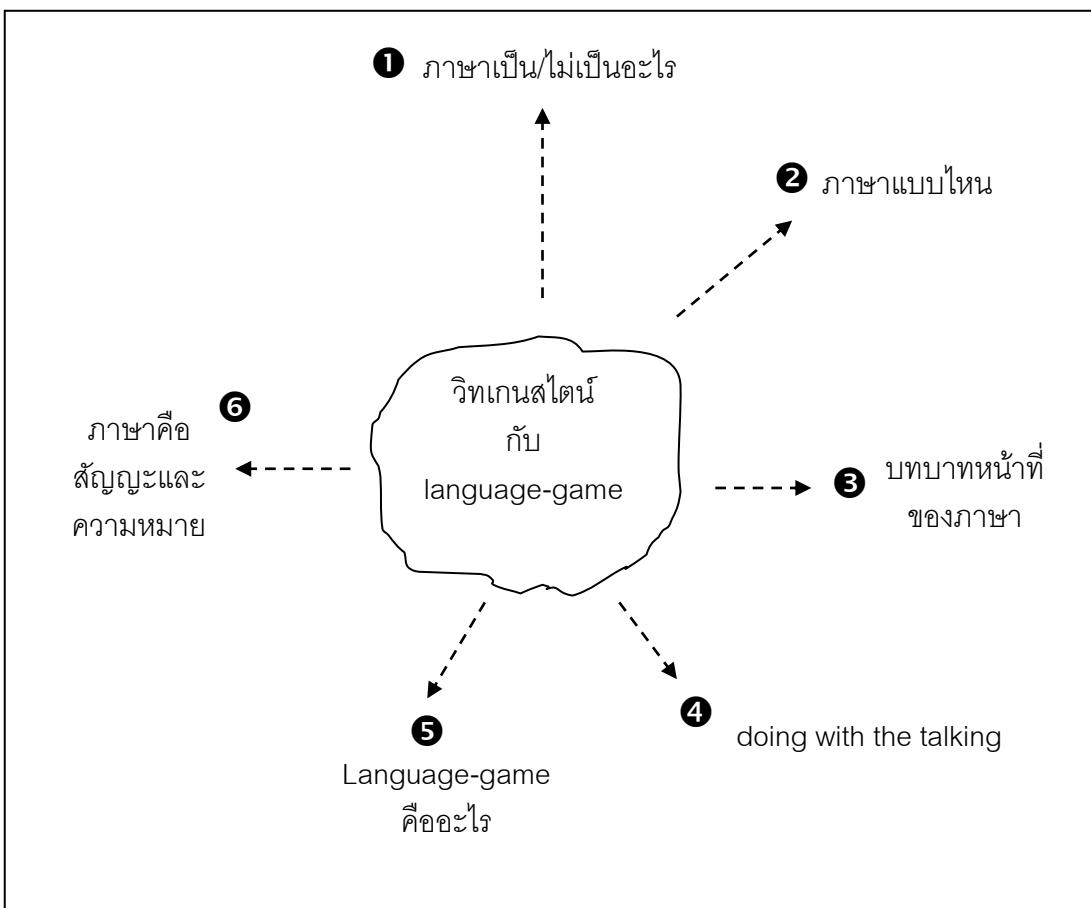 ❶ ภาษาเป็น/ไม่เป็นอะไร
❷ ภาษาแบบไหน
วิทเกนสไตน์
กับ
language-game
❸ บทบาทหน้าที่
ของภาษา
❹ doing with the talking
❺
Language-game
คืออะไร
❻
ภาษาคือ
สัญญะและ
ความหมาย